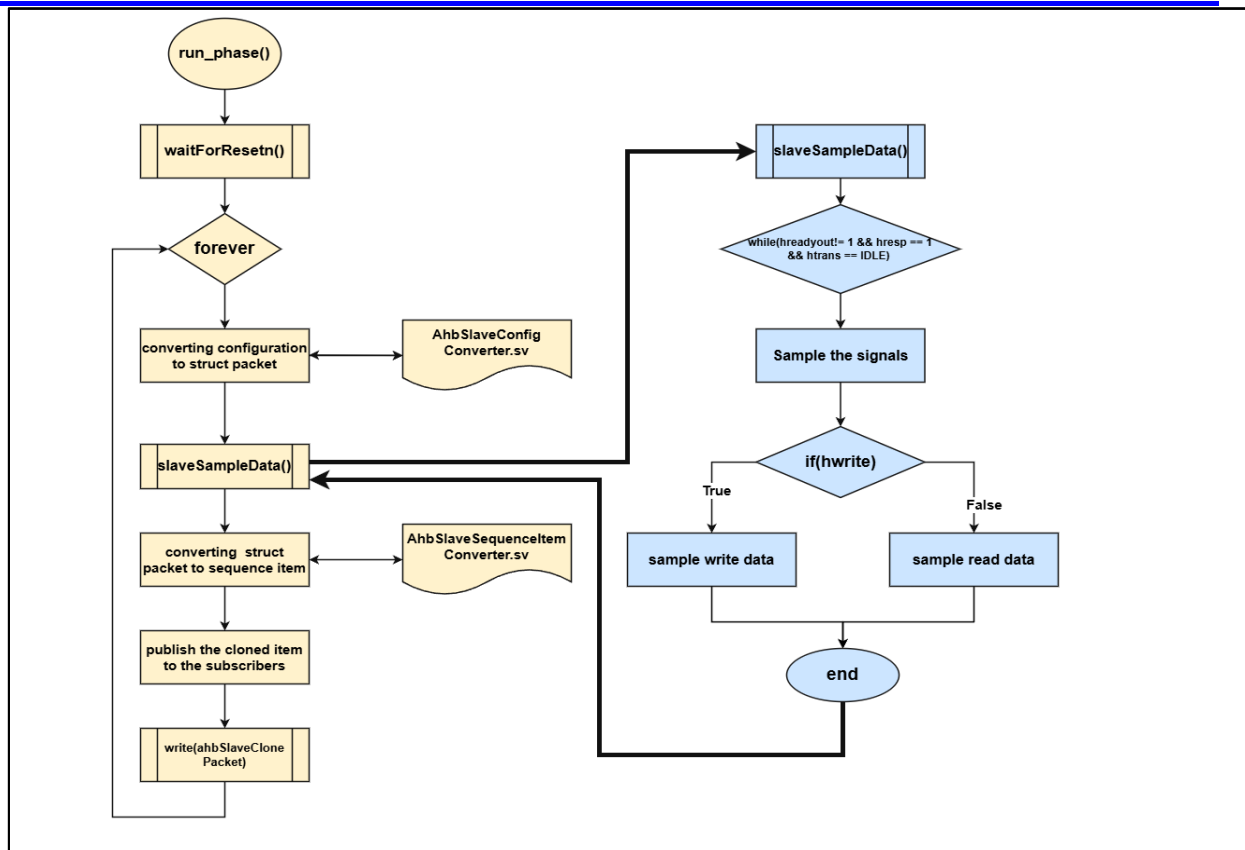 run_phase()
waitForResetn()
forever
converting configuration
to struct packet
AhbSlaveConfig
Converter.sv
slaveSampleData()
converting struct
packet to sequence item
AhbSlaveSequenceItem
Converter.sv
publish the cloned item
to the subscribers
write(ahbSlaveClone
Packet)
slaveSampleData()
while(hreadyout!= 1 && hresp == 1
&& htrans == IDLE)
Sample the signals
if(hwrite)
True
False
sample write data
sample read data
end